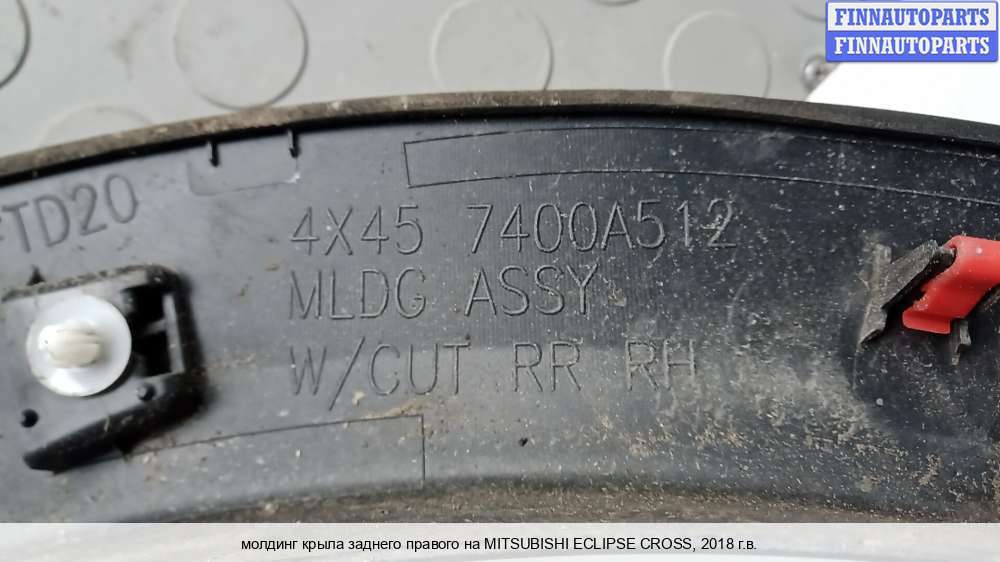 FINNAUTOPARTS
FINNAUTOPARTS
TD20
4X45 7400A512
MLDG ASSY
W/CUT RR RH
молдинг крыла заднего правого на MITSUBISHI ECLIPSE CROSS, 2018 г.в.